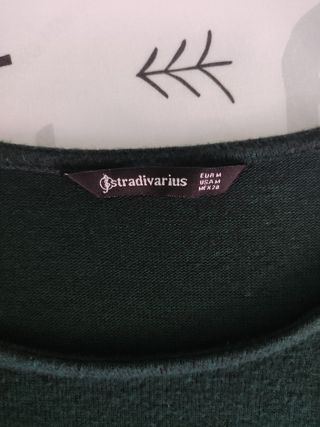 stradivarius
EUR M
USA M
MEX 28